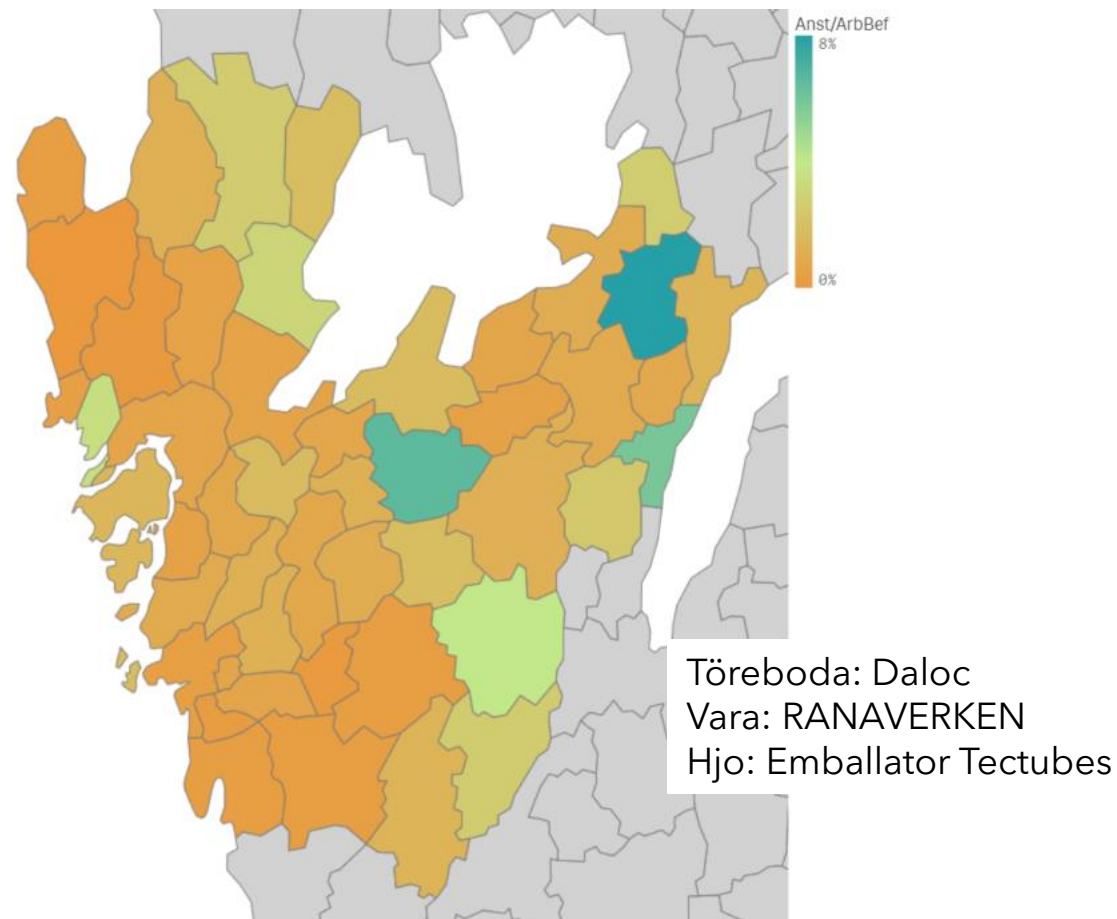 Anst/ArbBef
8%
0%
Töreboda: Daloc
Vara: RANAVERKEN
Hjo: Emballator Tectubes